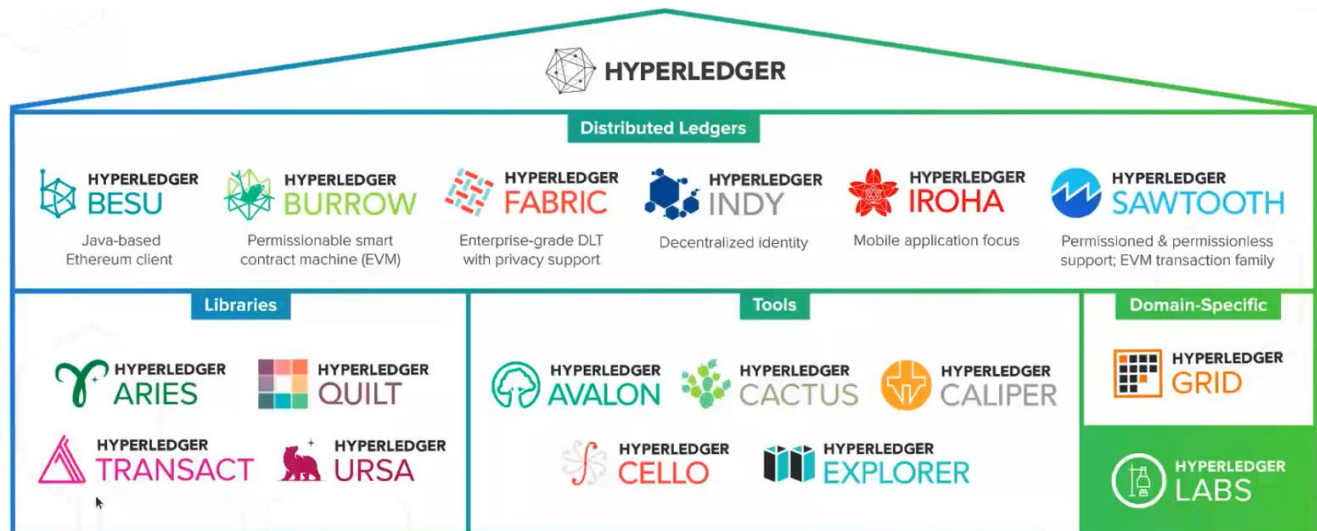 HYPERLEDGER
Distributed Ledgers
HYPERLEDGER
BESU
Java-based
Ethereum client
HYPERLEDGER
BURROW
Permissionable smart
contract machine (EVM)
HYPERLEDGER
FABRIC
Enterprise-grade DLT
with privacy support
HYPERLEDGER
INDY
Decentralized identity
HYPERLEDGER
IROHA
Mobile application focus
HYPERLEDGER
SAWTOOTH
Permissioned & permissionless
support; EVM transaction family
Libraries
HYPERLEDGER
ARIES
HYPERLEDGER
QUILT
HYPERLEDGER
TRANSACT
HYPERLEDGER
URSA
Tools
HYPERLEDGER
AVALON
HYPERLEDGER
CACTUS
HYPERLEDGER
CALIPER
HYPERLEDGER
CELLO
HYPERLEDGER
EXPLORER
Domain-Specific
HYPERLEDGER
GRID
HYPERLEDGER
LABS